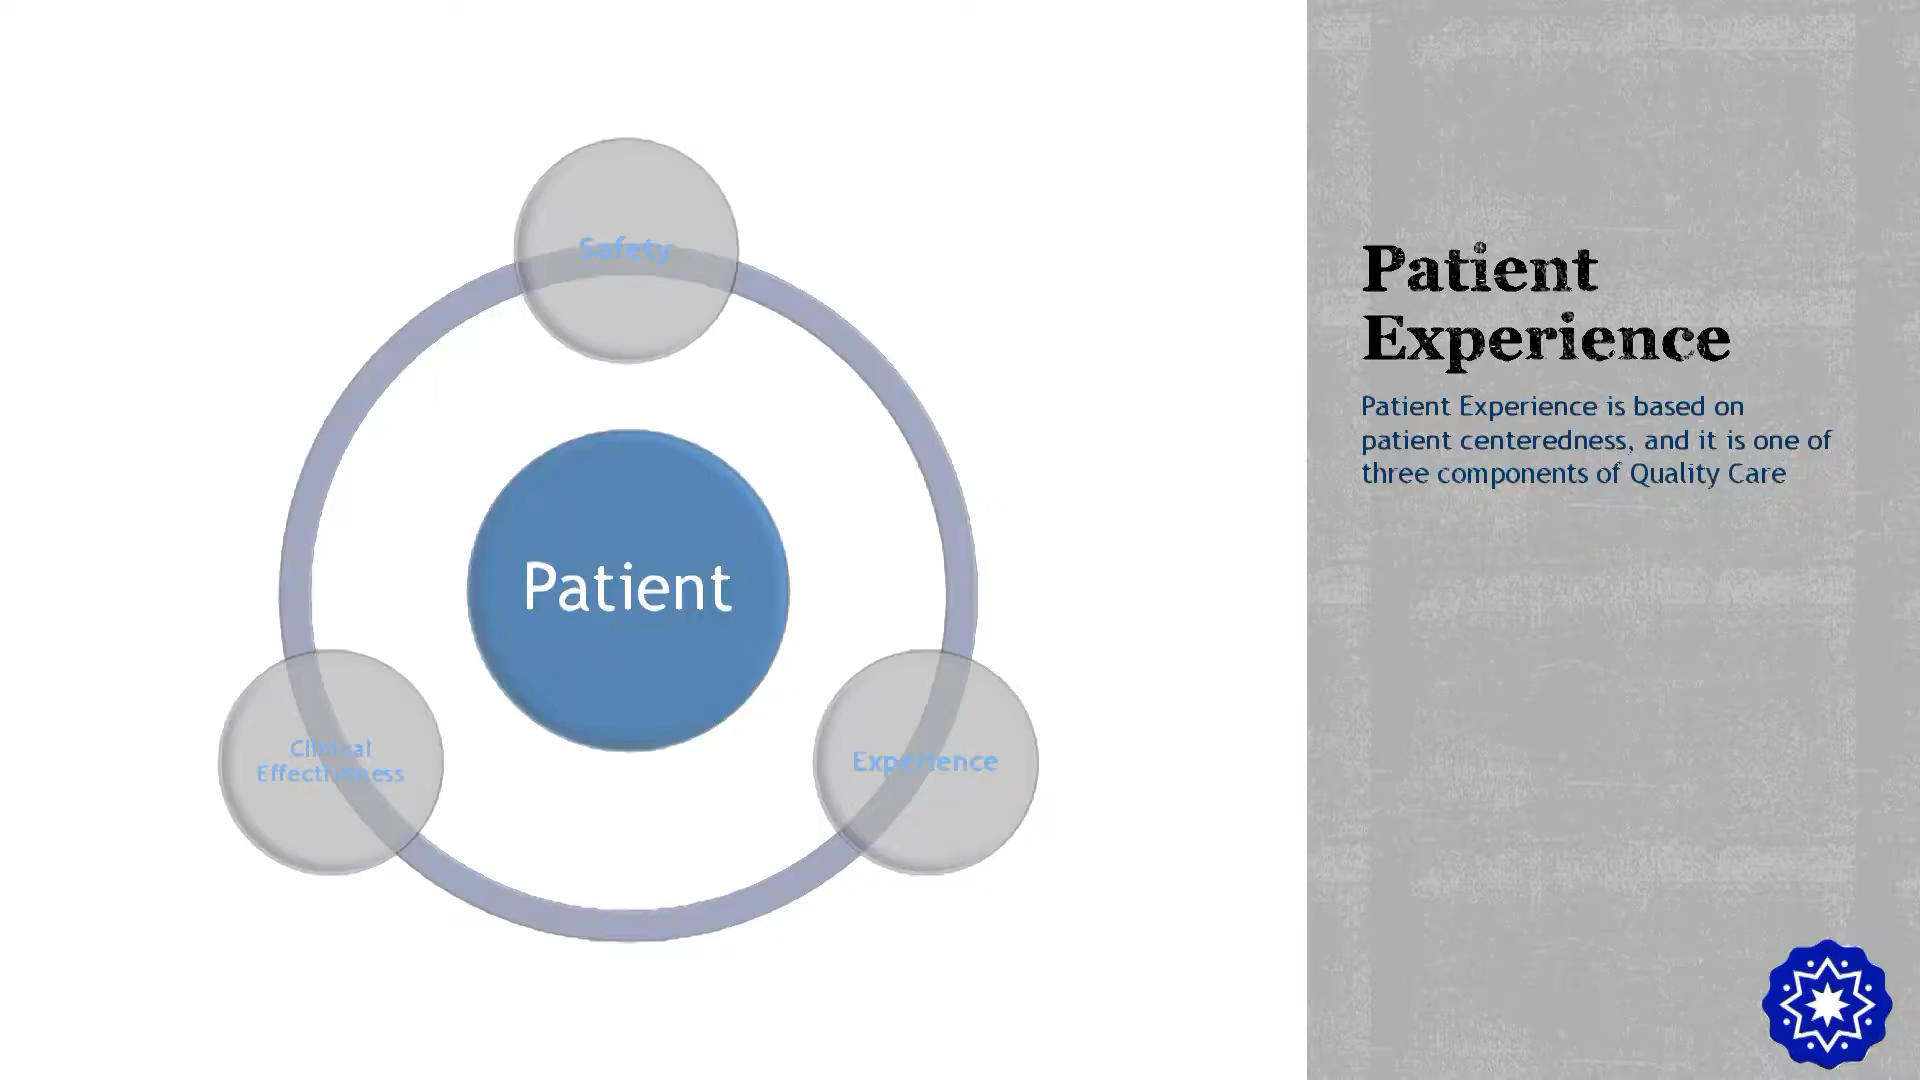 Safety
Patient
Clinical
Effectiveness
Experience
Patient
Experience
Patient Experience is based on
patient centeredness, and it is one of
three components of Quality Care